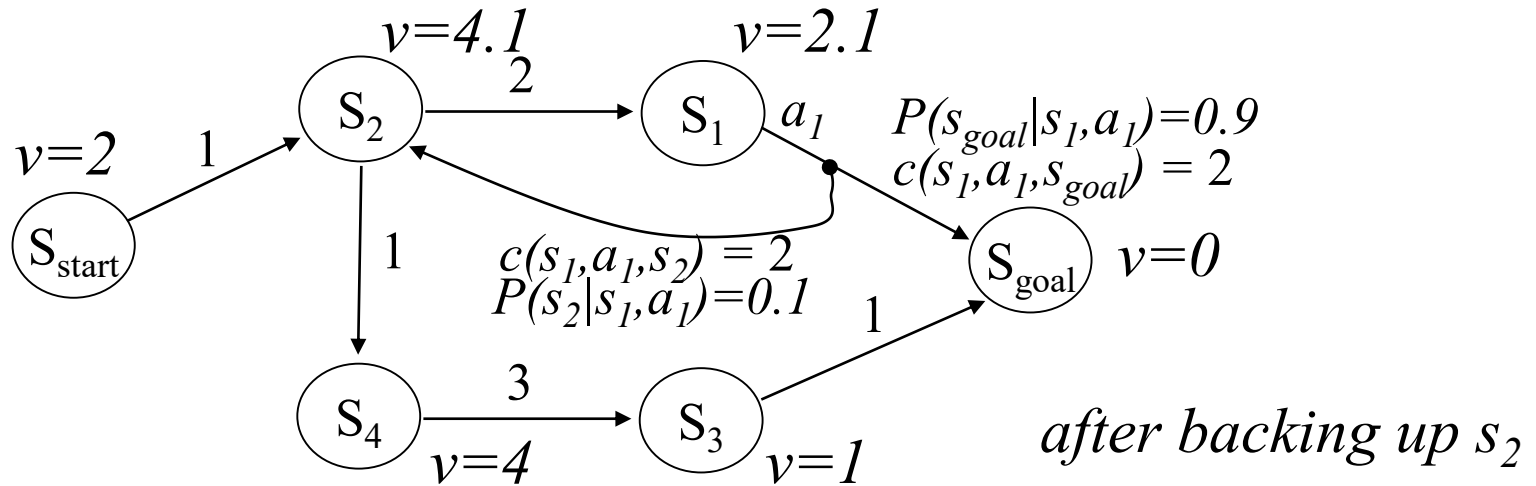 v=4.1
v=2.1
2
S2
S1
a1
P(sgoal|s1,a1)=0.9
c(s1,a1,sgoal) = 2
v=2
1
Sstart
1
c(s1,a1,s2) = 2
P(s2|s1,a1)=0.1
Sgoal
v=0
1
3
S4
S3
v=4
v=1
after backing up s2